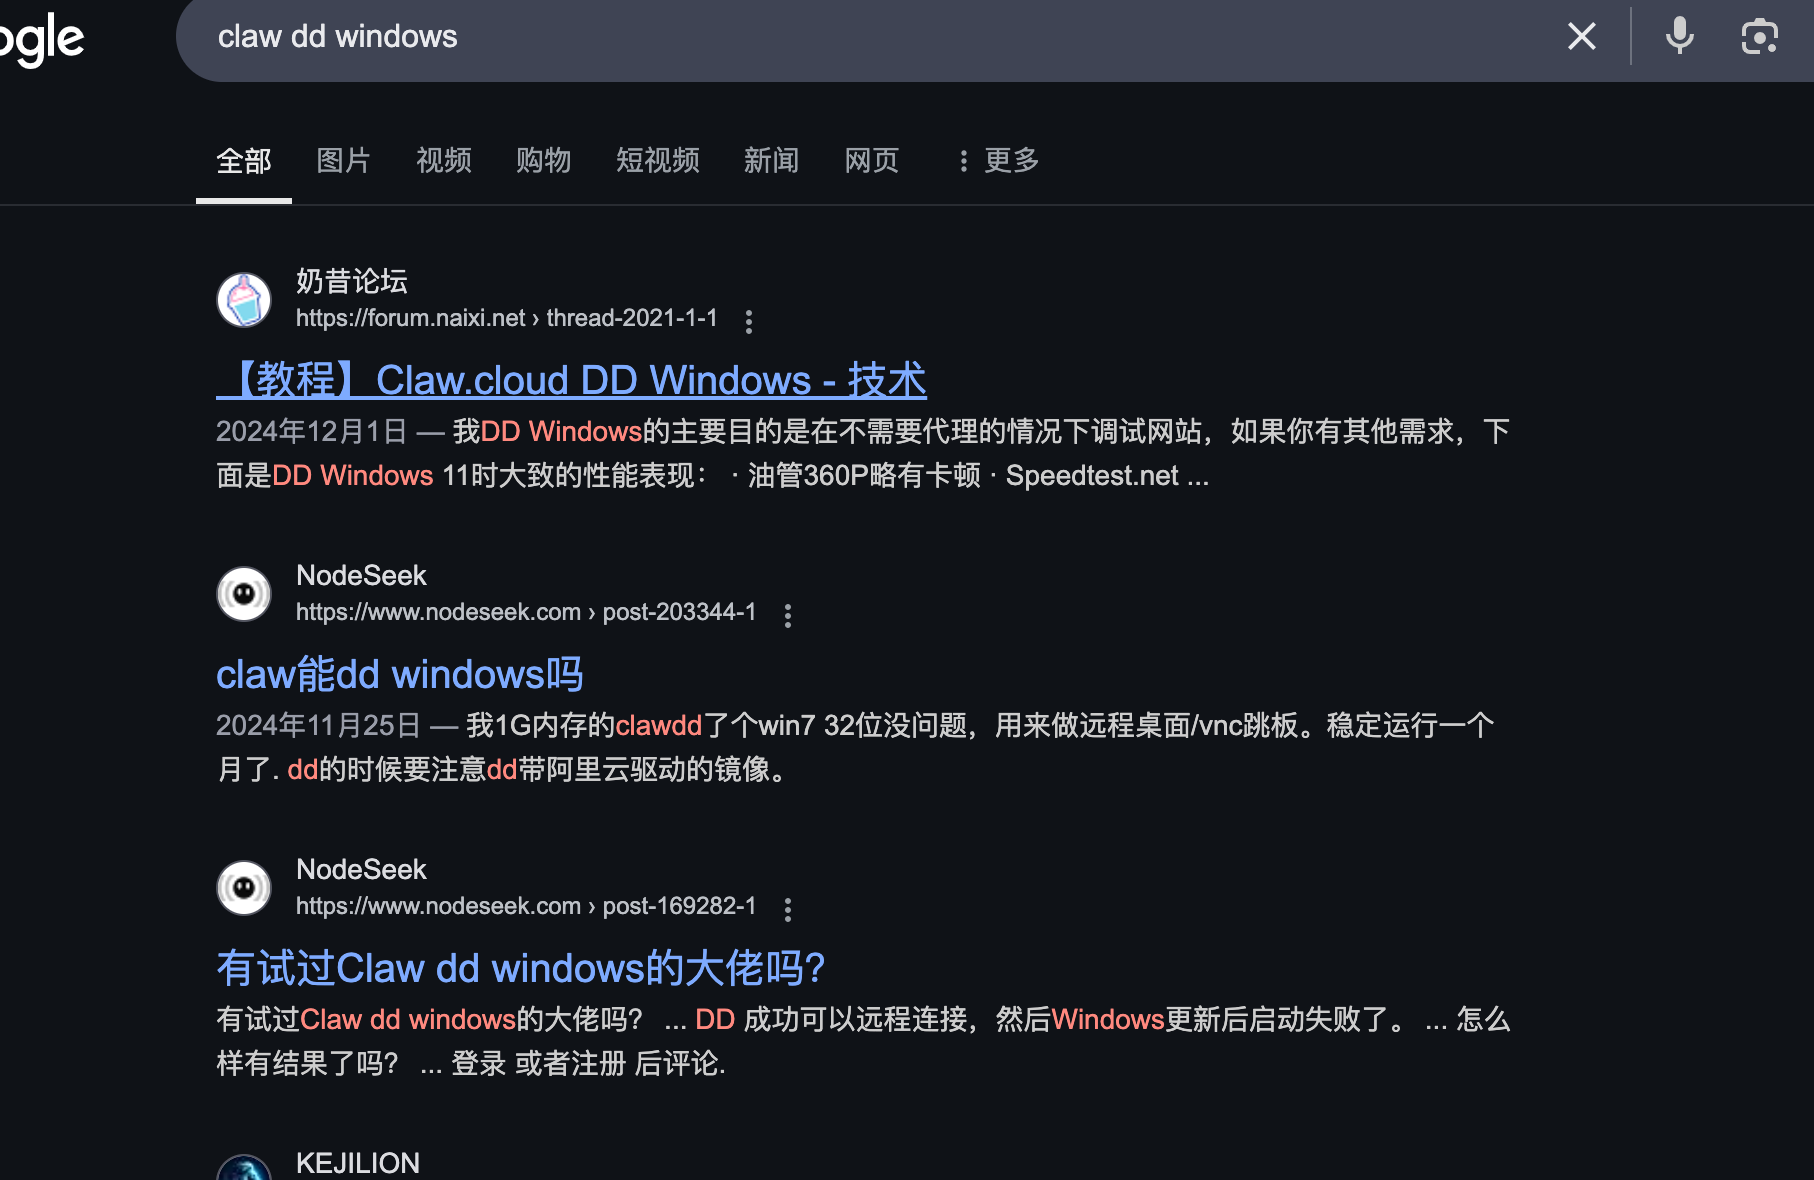 ogle
claw dd windows
全部 图片 视频 购物 短视频 新闻 网页 更多
奶昔论坛
https://forum.naixi.net › thread-2021-1-1
【教程】Claw.cloud DD Windows - 技术
2024年12月1日 — 我DD Windows的主要目的是在不需要代理的情况下调试网站，如果你有其他需求，下
面是DD Windows 11时大致的性能表现： · 油管360P略有卡顿 · Speedtest.net ...
NodeSeek
https://www.nodeseek.com › post-203344-1
claw能dd windows吗
2024年11月25日 — 我1G内存的clawdd了个win7 32位没问题，用来做远程桌面/vnc跳板。稳定运行一个
月了. dd的时候要注意dd带阿里云驱动的镜像。
NodeSeek
https://www.nodeseek.com › post-169282-1
有试过Claw dd windows的大佬吗？
有试过Claw dd windows的大佬吗？ ... DD 成功可以远程连接，然后Windows更新后启动失败了。 ... 怎么
样有结果了吗？ ... 登录 或者注册 后评论.
KEJILION